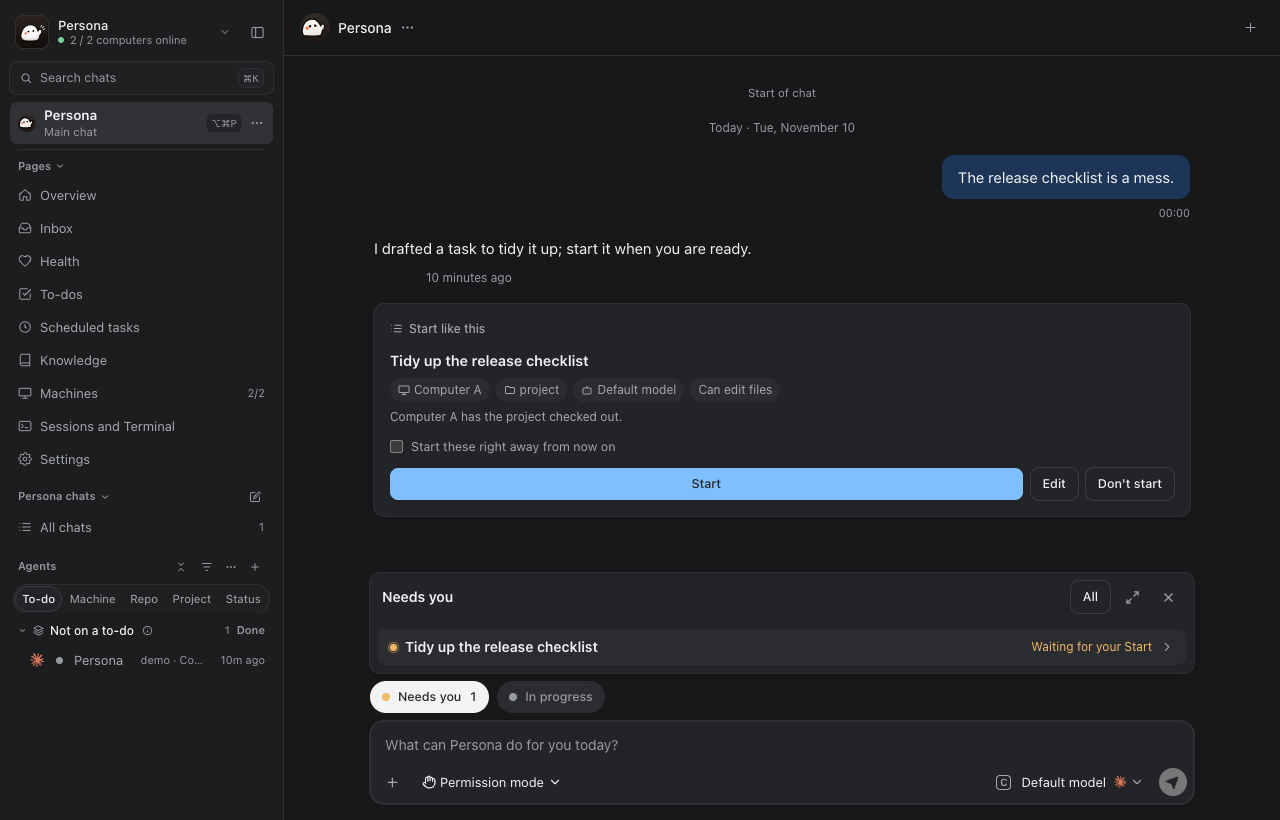 Persona
2 / 2 computers online
Search chats
⌘K
Persona
Main chat
⌥⌘P
Pages
Overview
Inbox
Health
To-dos
Scheduled tasks
Knowledge
Machines
2/2
Sessions and Terminal
Settings
Persona chats
All chats
1
Agents
To-do
Machine
Repo
Project
Status
Not on a to-do
1 Done
Persona
demo · Co...
10m ago
Persona
Start of chat
Today · Tue, November 10
The release checklist is a mess.
00:00
I drafted a task to tidy it up; start it when you are ready.
10 minutes ago
Start like this
Tidy up the release checklist
Computer A
project
Default model
Can edit files
Computer A has the project checked out.
Start these right away from now on
Start
Edit
Don't start
Needs you
All
Tidy up the release checklist
Waiting for your Start
Needs you 1
In progress
What can Persona do for you today?
Permission mode
C
Default model